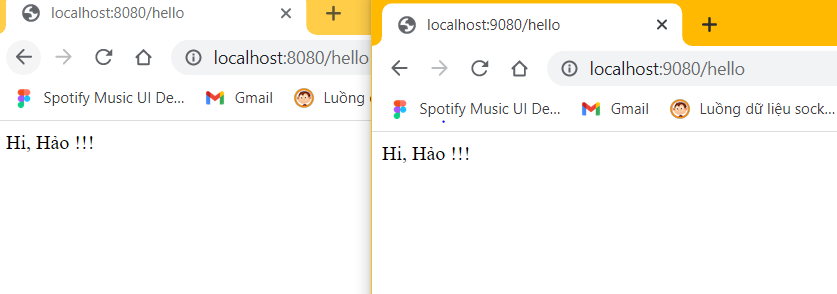 localhost:8080/hello
localhost:8080/hello
Spotify Music UI De... Gmail Luồng
Hi, Hảo !!!
localhost:9080/hello
localhost:9080/hello
Spotify Music UI De... Gmail Luồng dữ liệu sock...
Hi, Hảo !!!